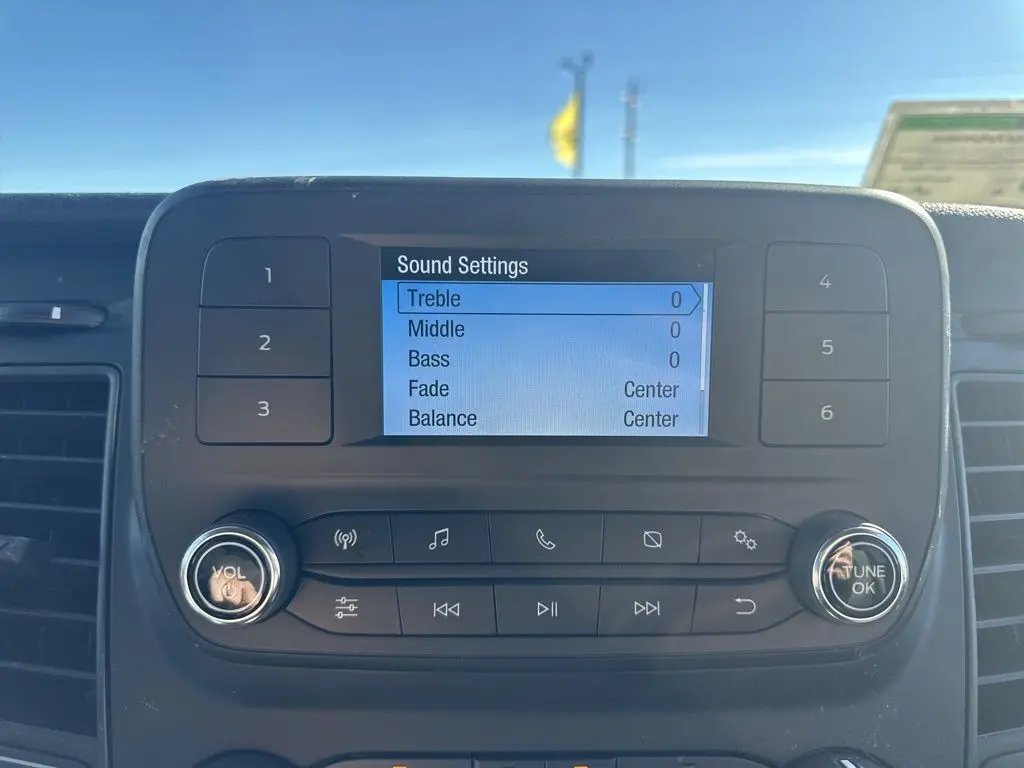 Sound Settings
Treble 0
Middle 0
Bass 0
Fade Center
Balance Center
1
2
3
4
5
6
VOL
TUNE
OK